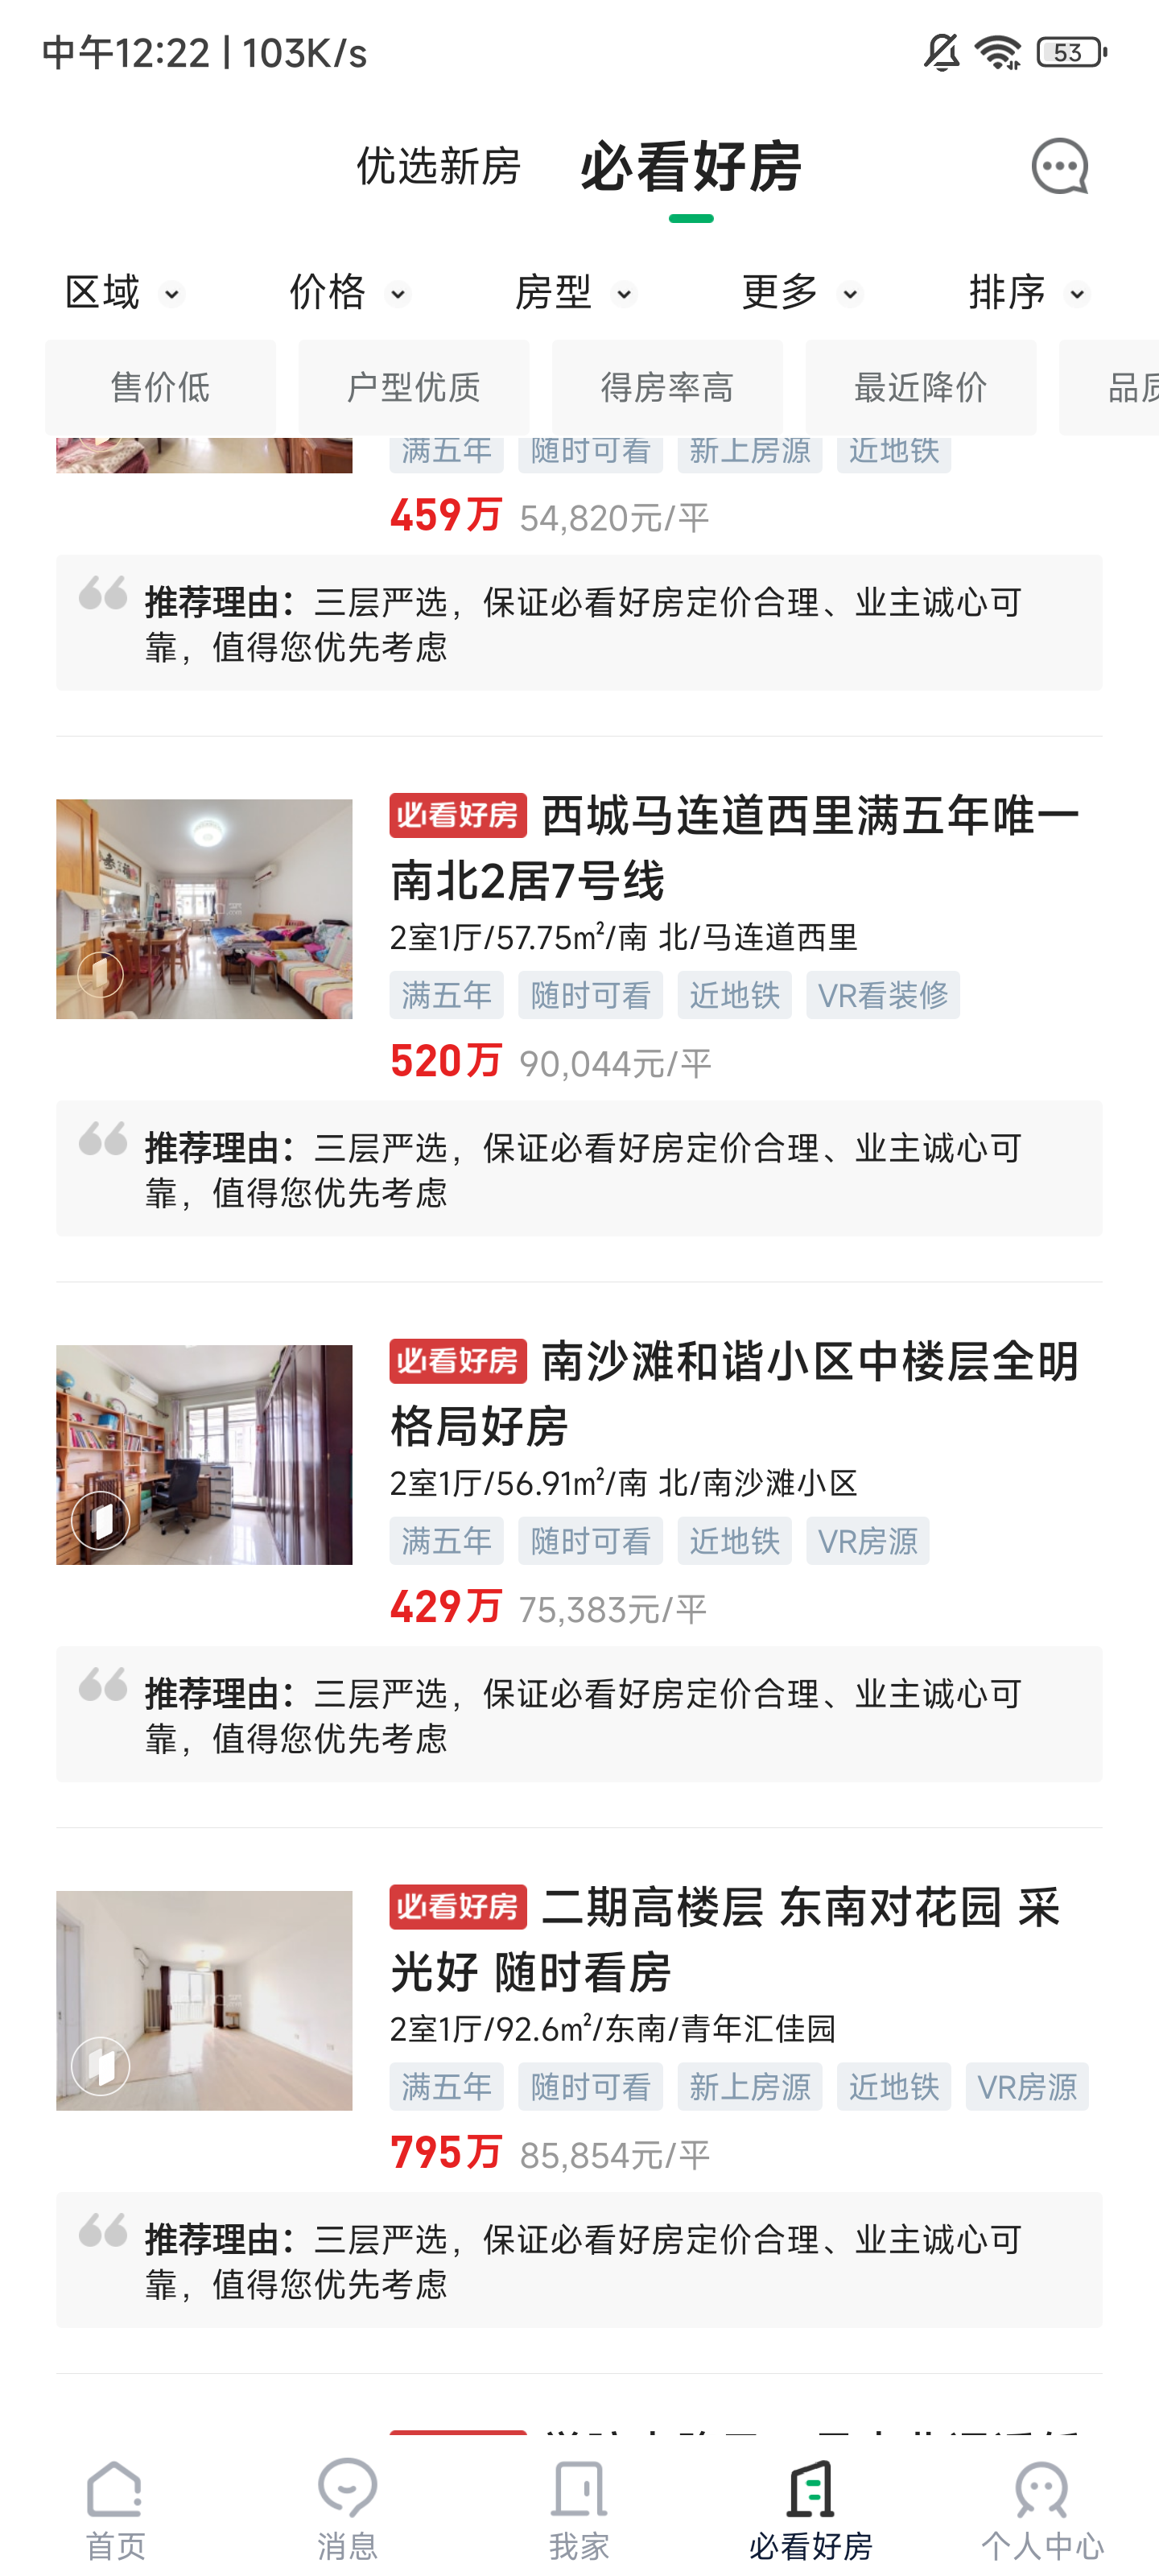 中午12:22 | 103K/s
53
优选新房 必看好房
区域 价格 房型 更多 排序
售价低 户型优质 得房率高 最近降价 品质
满五年 随时可看 新上房源 近地铁
459万 54,820元/平
推荐理由：三层严选，保证必看好房定价合理、业主诚心可
靠，值得您优先考虑
必看好房 西城马连道西里满五年唯一
南北2居7号线
2室1厅/57.75㎡/南 北/马连道西里
满五年 随时可看 近地铁 VR看装修
520万 90,044元/平
推荐理由：三层严选，保证必看好房定价合理、业主诚心可
靠，值得您优先考虑
必看好房 南沙滩和谐小区中楼层全明
格局好房
2室1厅/56.91㎡/南 北/南沙滩小区
满五年 随时可看 近地铁 VR房源
429万 75,383元/平
推荐理由：三层严选，保证必看好房定价合理、业主诚心可
靠，值得您优先考虑
必看好房 二期高楼层 东南对花园 采
光好 随时看房
2室1厅/92.6㎡/东南/青年汇佳园
满五年 随时可看 新上房源 近地铁 VR房源
795万 85,854元/平
推荐理由：三层严选，保证必看好房定价合理、业主诚心可
靠，值得您优先考虑
首页 消息 我家 必看好房 个人中心